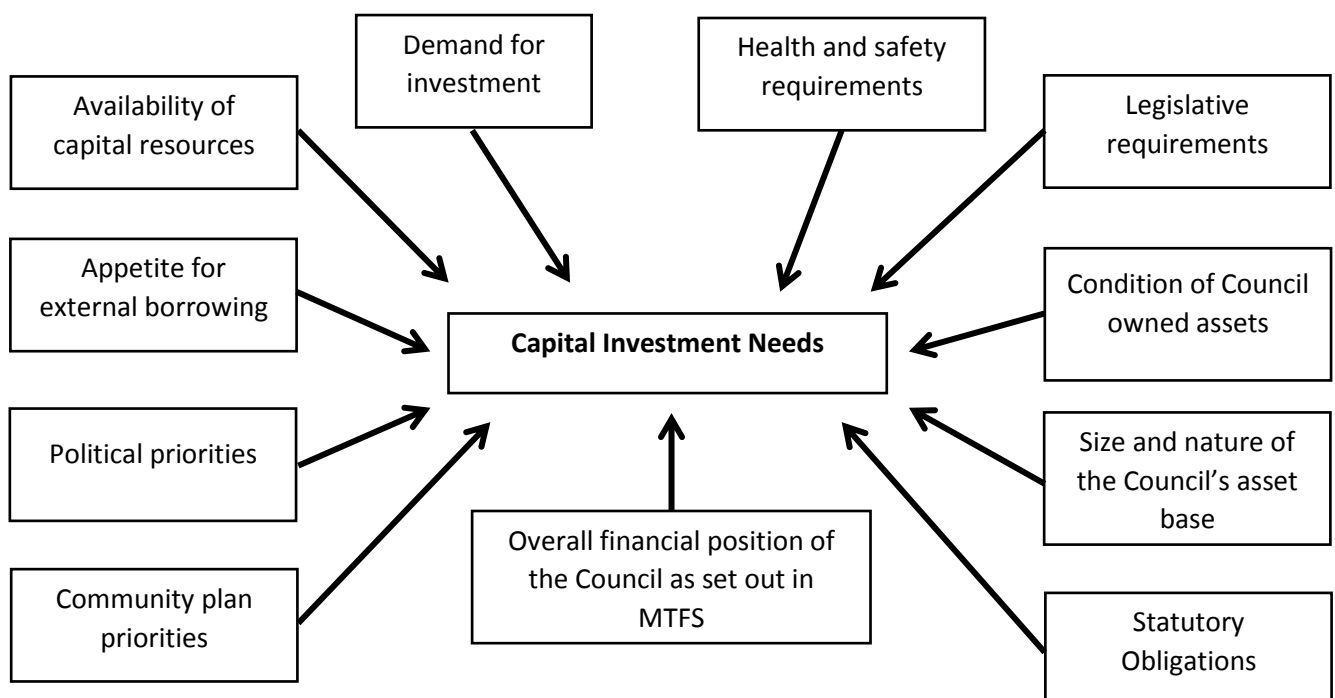 Demand for
investment
Health and safety
requirements
Availability of
capital resources
Legislative
requirements
Appetite for
external borrowing
Condition of Council
owned assets
Capital Investment Needs
Political priorities
Size and nature of
the Council’s asset
base
Overall financial position of
the Council as set out in
MTFS
Community plan
priorities
Statutory
Obligations